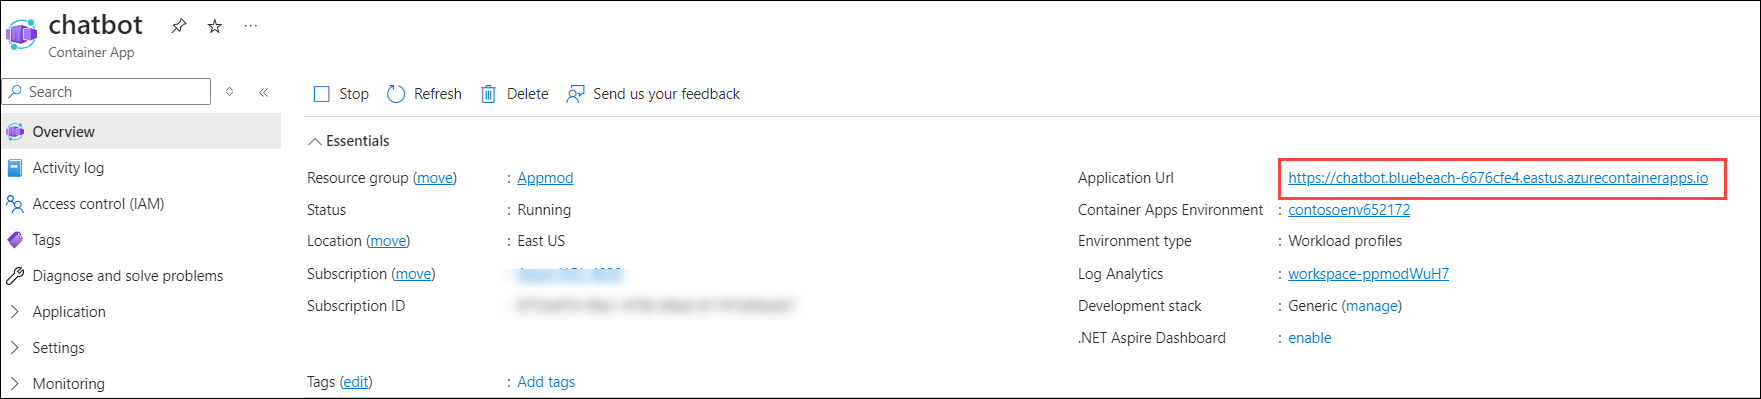 chatbot
Container App
Search
Stop Refresh Delete Send us your feedback
Overview
Activity log
Access control (IAM)
Tags
Diagnose and solve problems
Application
Settings
Monitoring
Essentials
Resource group (move) : Appmod
Status : Running
Location (move) : East US
Subscription (move) :
Subscription ID :
Tags (edit) : Add tags
Application Url https://chatbot.bluebeach-6676cfe4.eastus.azurecontainerapps.io
Container Apps Environment : contosoenv652172
Environment type : Workload profiles
Log Analytics : workspace-ppmodWuH7
Development stack : Generic (manage)
.NET Aspire Dashboard : enable